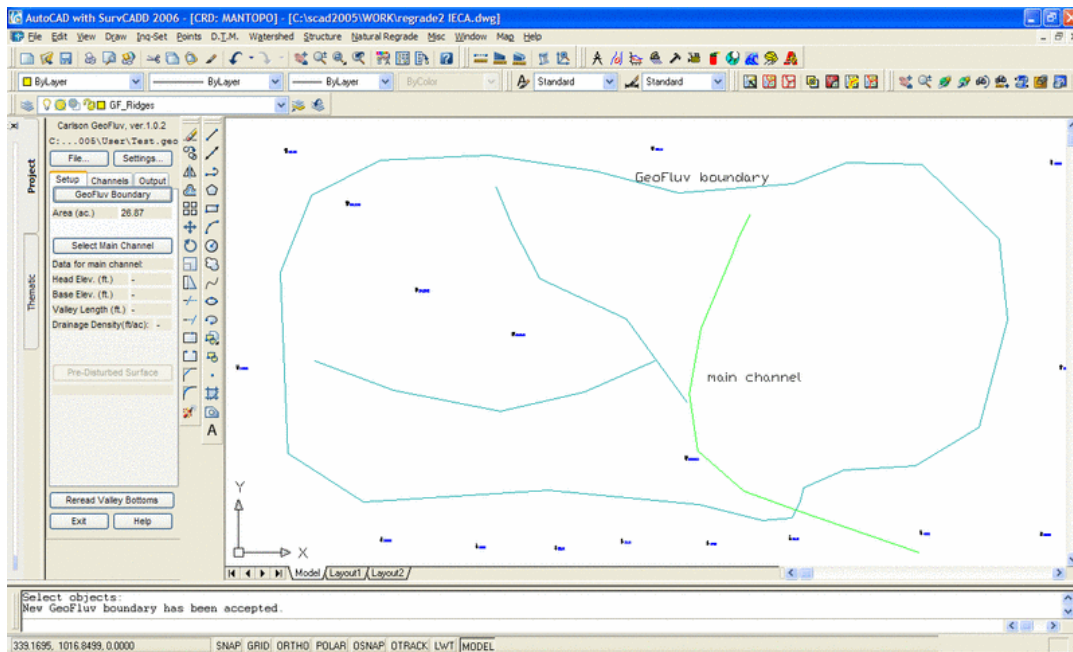 AutoCAD with SurvCADD 2006 - [CRD: MANTOPO] - [C:\scad2005\WORK\regrade2 IECA.dwg]
File Edit View Draw Inq-Set Points D.T.M. Watershed Structure Natural Regrade Misc Window Map Help
ByLayer ByLayer ByLayer ByColor Standard Standard
GF_Ridges
Carlson GeoFluv, ver.1.0.2
C:...005\User\Test.geo
File... Settings...
Setup Channels Output
GeoFluv Boundary
Area (ac.) 26.87
Select Main Channel
Data for main channel:
Head Elev. (ft.) -
Base Elev. (ft.) -
Valley Length (ft.) -
Drainage Density(ft/ac): -
Pre-Disturbed Surface
Reread Valley Bottoms
Exit Help
Project
Thematic
GeoFluv boundary
main channel
Y
X
Model Layout1 Layout2
Select objects:
New GeoFluv boundary has been accepted.
339.1695, 1016.8499, 0.0000 SNAP GRID ORTHO POLAR OSNAP OTRACK LWT MODEL